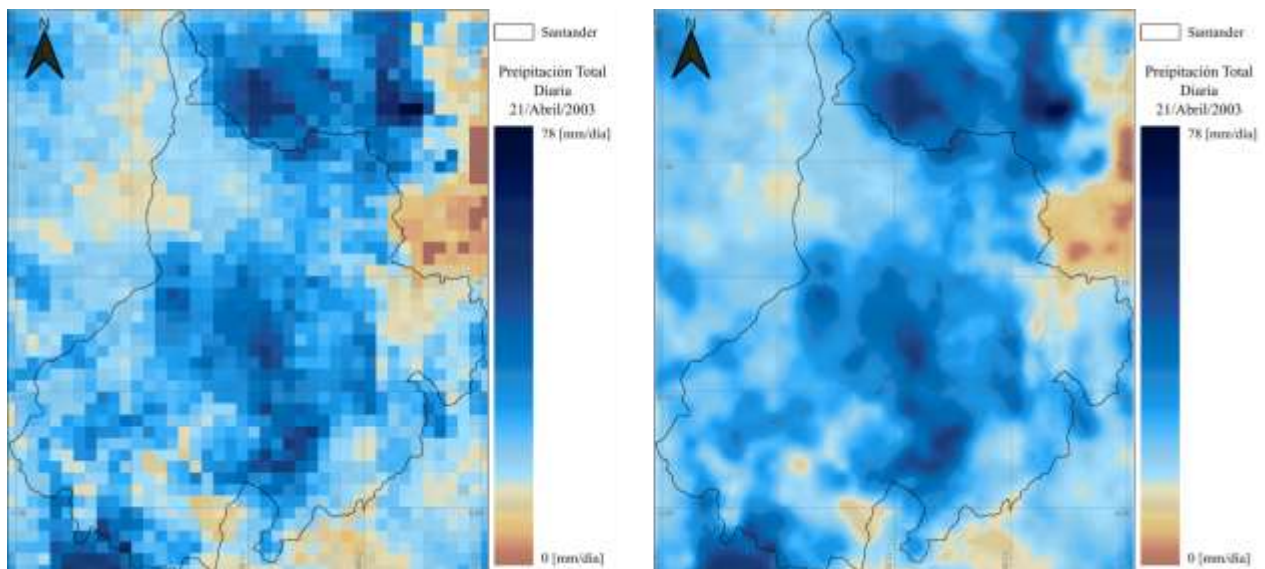 N
Santander
Preipitación Total
Diaria
21/Abril/2003
78 [mm/día]
0 [mm/día]
N
Santander
Preipitación Total
Diaria
21/Abril/2003
78 [mm/día]
0 [mm/día]